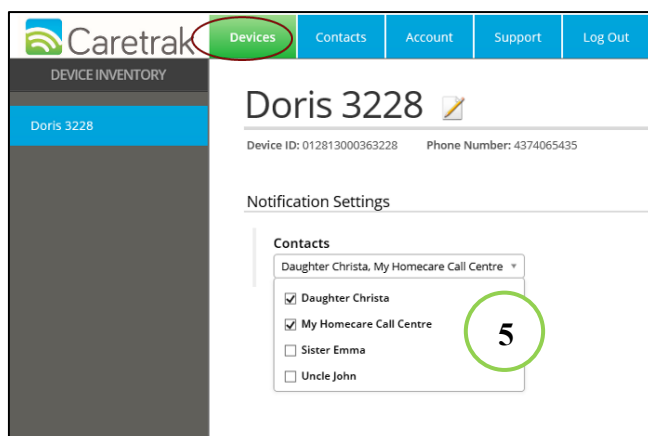 Caretrak
Devices Contacts Account Support Log Out
DEVICE INVENTORY
Doris 3228
Doris 3228
Device ID: 012813000363228 Phone Number: 4374065435
Notification Settings
Contacts
Daughter Christa, My Homecare Call Centre
Daughter Christa
My Homecare Call Centre
Sister Emma
Uncle John
5